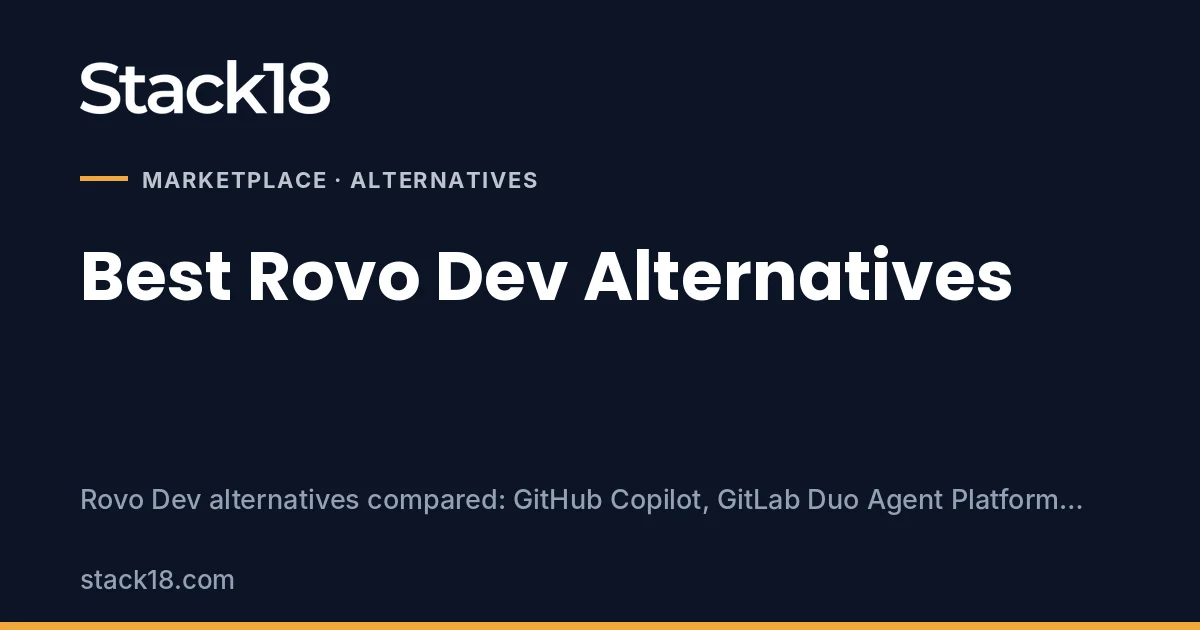 Stack18
MARKETPLACE · ALTERNATIVES
Best Rovo Dev Alternatives
Rovo Dev alternatives compared: GitHub Copilot, GitLab Duo Agent Platform...
stack18.com